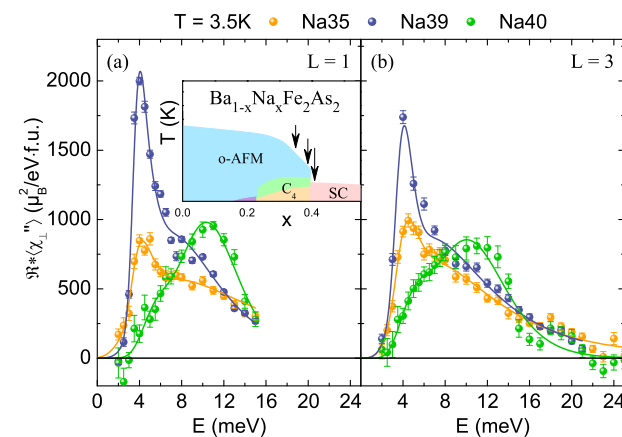 T = 3.5K Na35 Na39 Na40
(a) L = 1
(b) L = 3
ℜ*⟨χ⊥''⟩ (μB²/eV·f.u.)
2000
1500
1000
500
0
T (K)
Ba1-xNaxFe2As2
o-AFM
C4
SC
0.0 0.2 0.4
x
0 4 8 12 16 20 24
E (meV)
4 8 12 16 20 24
E (meV)